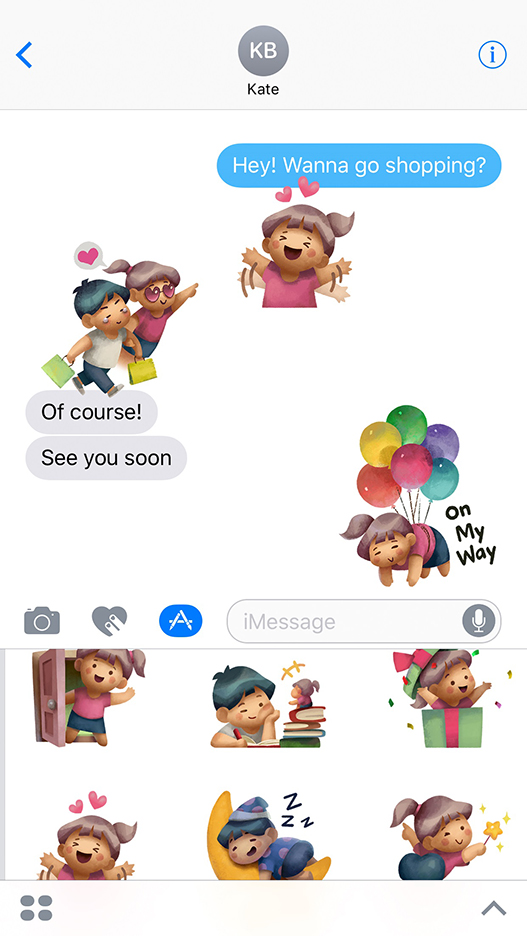 KB
Kate
Hey! Wanna go shopping?
Of course!
See you soon
on
My
Way
iMessage
Z
Z Z